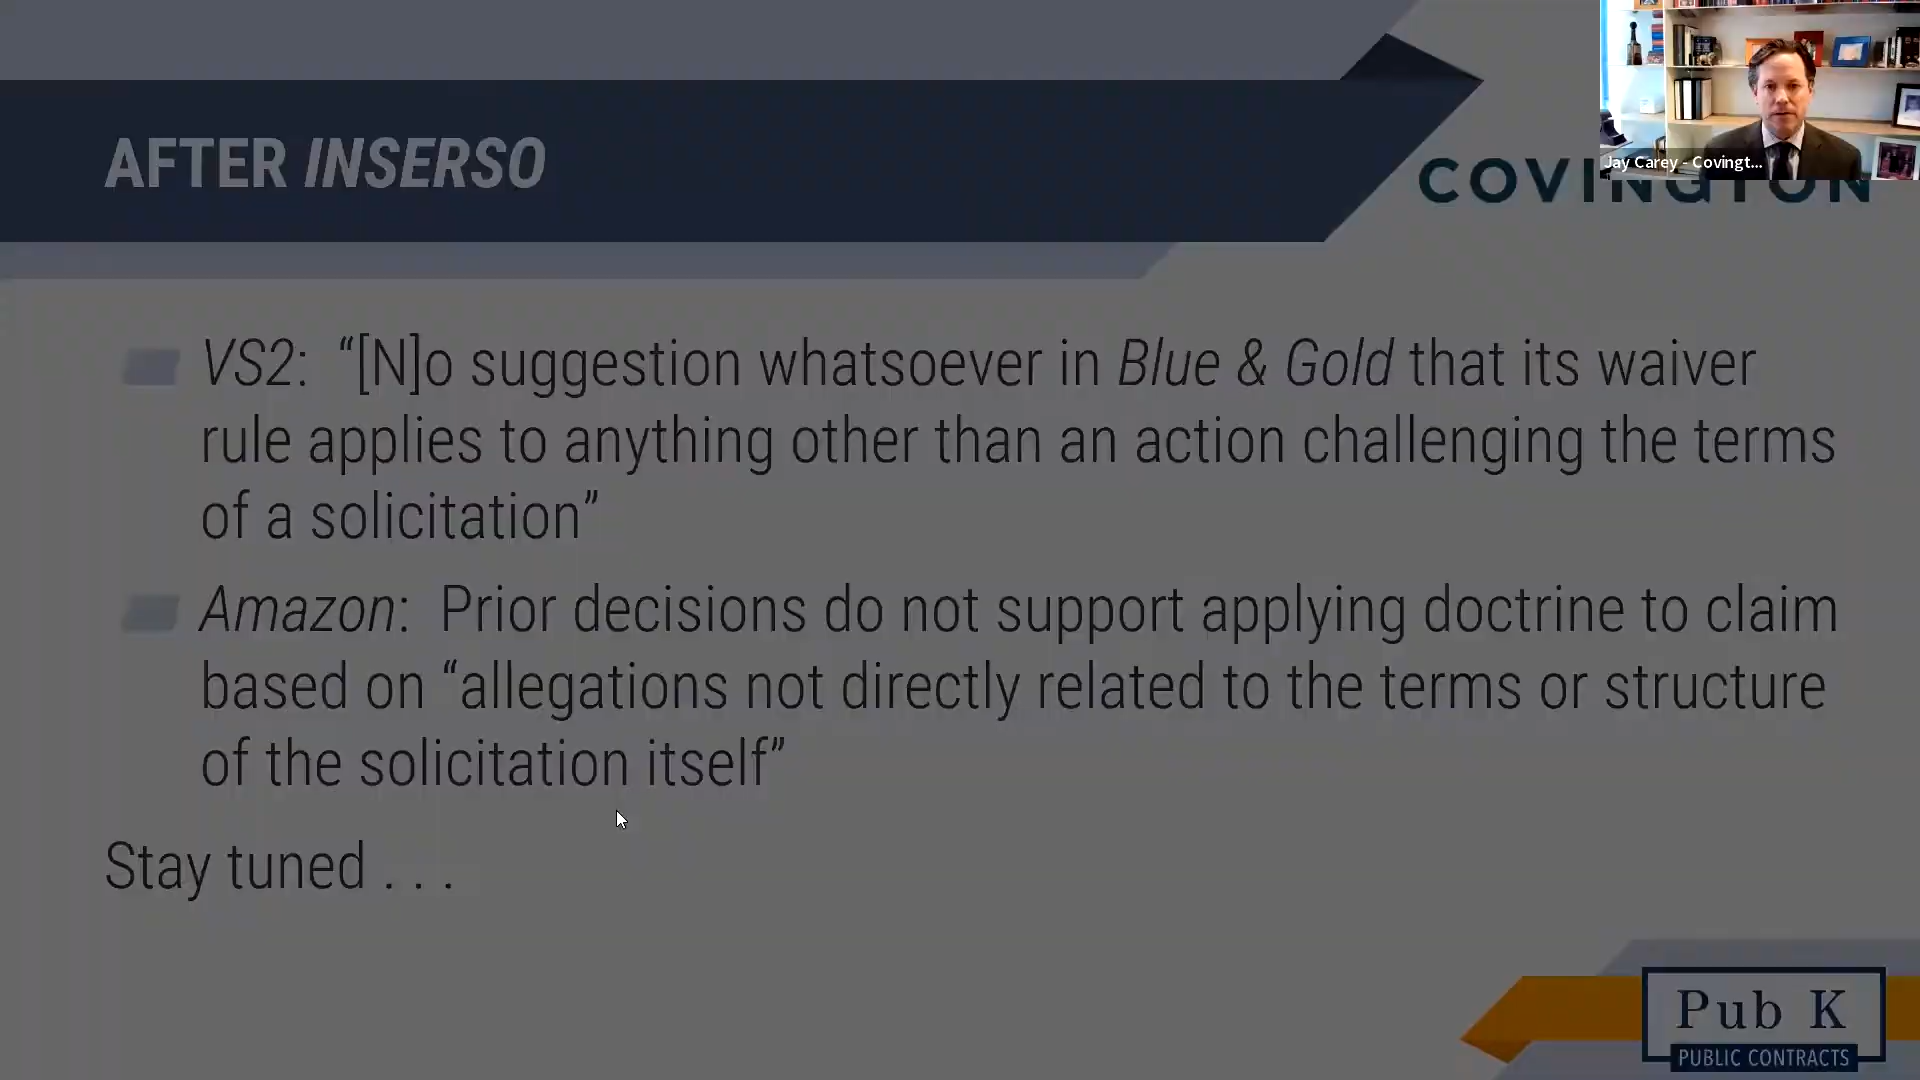 AFTER INSERSO
Jay Carey - Covingt...
COVINGTON
VS2: “[N]o suggestion whatsoever in Blue & Gold that its waiver
rule applies to anything other than an action challenging the terms
of a solicitation”
Amazon: Prior decisions do not support applying doctrine to claim
based on “allegations not directly related to the terms or structure
of the solicitation itself”
Stay tuned . . .
Pub K
PUBLIC CONTRACTS